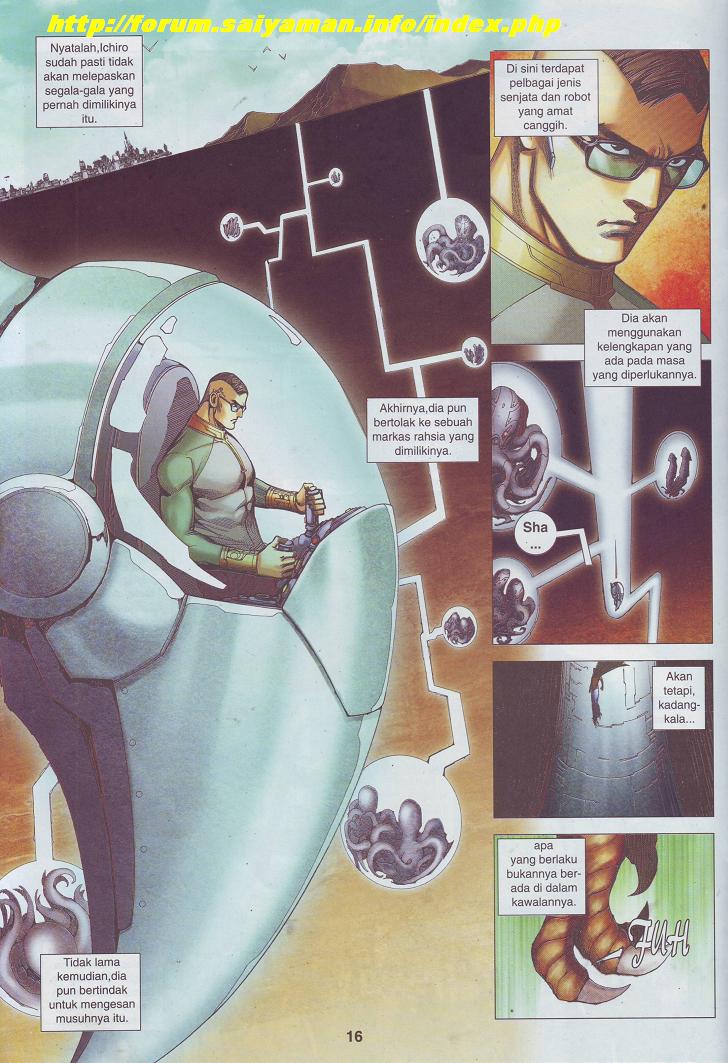 http://forum.saiyaman.info/index.php
Nyatalah,Ichiro
sudah pasti tidak
akan melepaskan
segala-gala yang
pernah dimilikinya
itu.
Akhirnya,dia pun
bertolak ke sebuah
markas rahsia yang
dimilikinya.
Tidak lama
kemudian,dia
pun bertindak
untuk mengesan
musuhnya itu.
Di sini terdapat
pelbagai jenis
senjata dan robot
yang amat
canggih.
Dia akan
menggunakan
kelengkapan yang
ada pada masa
yang diperlukannya.
Sha
...
Akan
tetapi,
kadang-
kala...
apa
yang berlaku
bukannya ber-
ada di dalam
kawalannya.
FUH
16